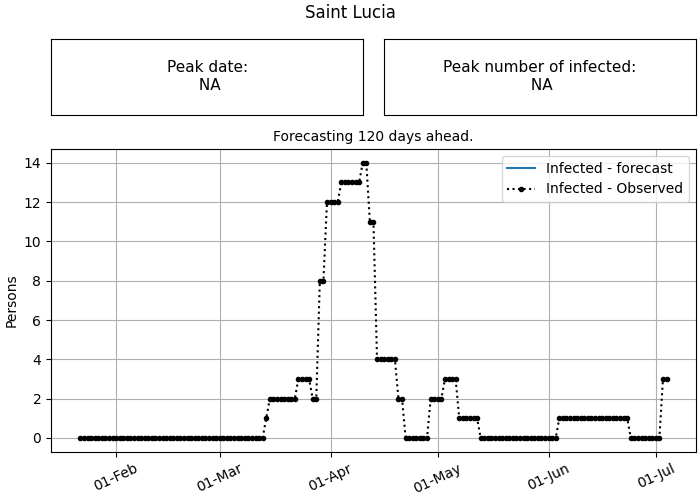 Saint Lucia
Peak date:
NA
Peak number of infected:
NA
Forecasting 120 days ahead.
Infected - forecast
Infected - Observed
Persons
14
12
10
8
6
4
2
0
01-Feb
01-Mar
01-Apr
01-May
01-Jun
01-Jul